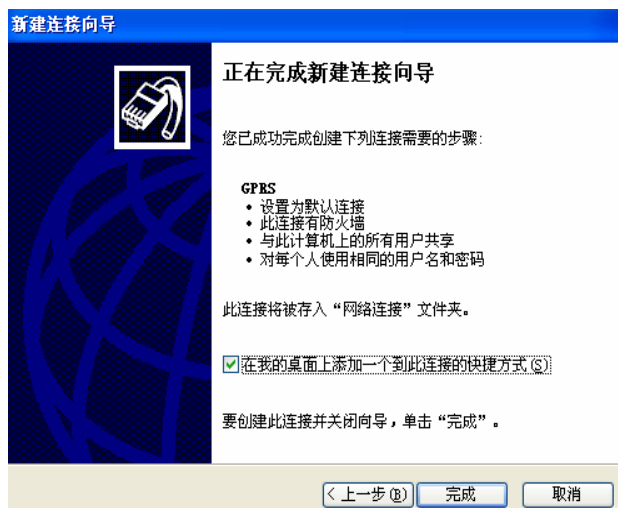 新建连接向导
正在完成新建连接向导
您已成功完成创建下列连接需要的步骤:
GPRS
• 设置为默认连接
• 此连接有防火墙
• 与此计算机上的所有用户共享
• 对每个人使用相同的用户名和密码
此连接将被存入“网络连接”文件夹。
在我的桌面上添加一个到此连接的快捷方式(S)
要创建此连接并关闭向导，单击“完成”。
< 上一步(B) 完成 取消